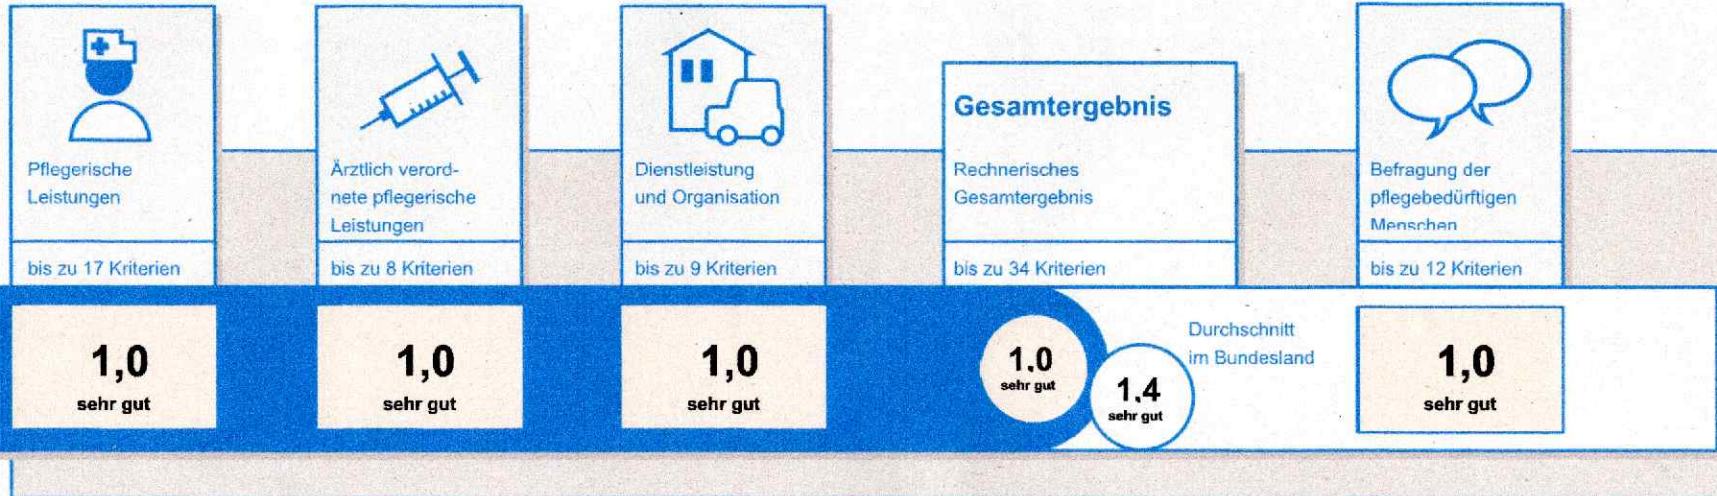 Pflegerische
Leistungen
bis zu 17 Kriterien
1,0
sehr gut
Ärztlich verord-
nete pflegerische
Leistungen
bis zu 8 Kriterien
1,0
sehr gut
Dienstleistung
und Organisation
bis zu 9 Kriterien
1,0
sehr gut
Gesamtergebnis
Rechnerisches
Gesamtergebnis
bis zu 34 Kriterien
1.0
sehr gut
1.4
sehr gut
Durchschnitt
im Bundesland
Befragung der
pflegebedürftigen
Menschen
bis zu 12 Kriterien
1,0
sehr gut